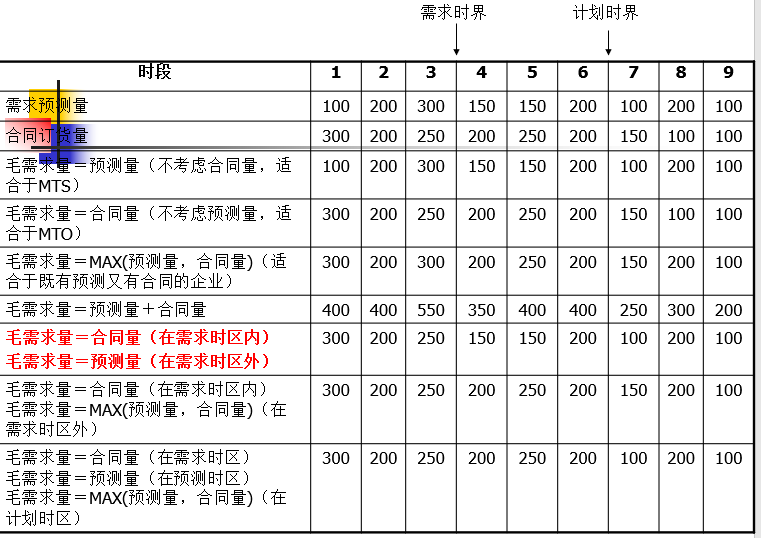 需求时界 计划时界
时段 1 2 3 4 5 6 7 8 9
需求预测量 100 200 300 150 150 200 100 200 100
合同订货量 300 200 250 200 250 200 150 100 100
毛需求量＝预测量（不考虑合同量，适 100 200 300 150 150 200 100 200 100
合于MTS）
毛需求量＝合同量（不考虑预测量，适 300 200 250 200 250 200 150 100 100
合于MTO）
毛需求量＝MAX(预测量，合同量)（适 300 200 300 200 250 200 150 200 100
合于既有预测又有合同的企业）
毛需求量＝预测量＋合同量 400 400 550 350 400 400 250 300 200
毛需求量＝合同量（在需求时区内） 300 200 250 150 150 200 100 200 100
毛需求量＝预测量（在需求时区外）
毛需求量＝合同量（在需求时区内） 300 200 250 200 250 200 150 200 100
毛需求量＝MAX(预测量，合同量)（在
需求时区外）
毛需求量＝合同量（在需求时区） 300 200 250 200 250 200 100 200 100
毛需求量＝预测量（在预测时区）
毛需求量＝MAX(预测量，合同量)（在
计划时区）